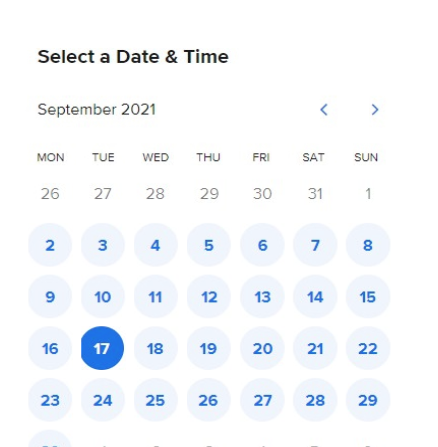 Select a Date & Time
September 2021
MON TUE WED THU FRI SAT SUN
26 27 28 29 30 31 1
2 3 4 5 6 7 8
9 10 11 12 13 14 15
16 17 18 19 20 21 22
23 24 25 26 27 28 29